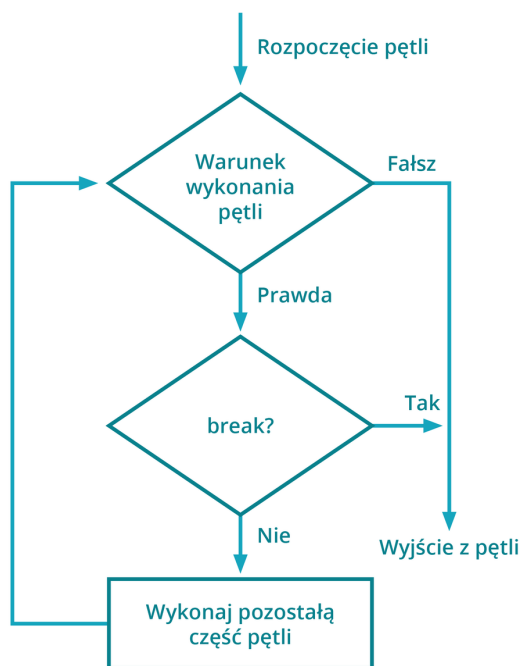 Rozpoczęcie pętli
Warunek
wykonania
pętli
Fałsz
Prawda
break?
Tak
Nie
Wyjście z pętli
Wykonaj pozostałą
część pętli